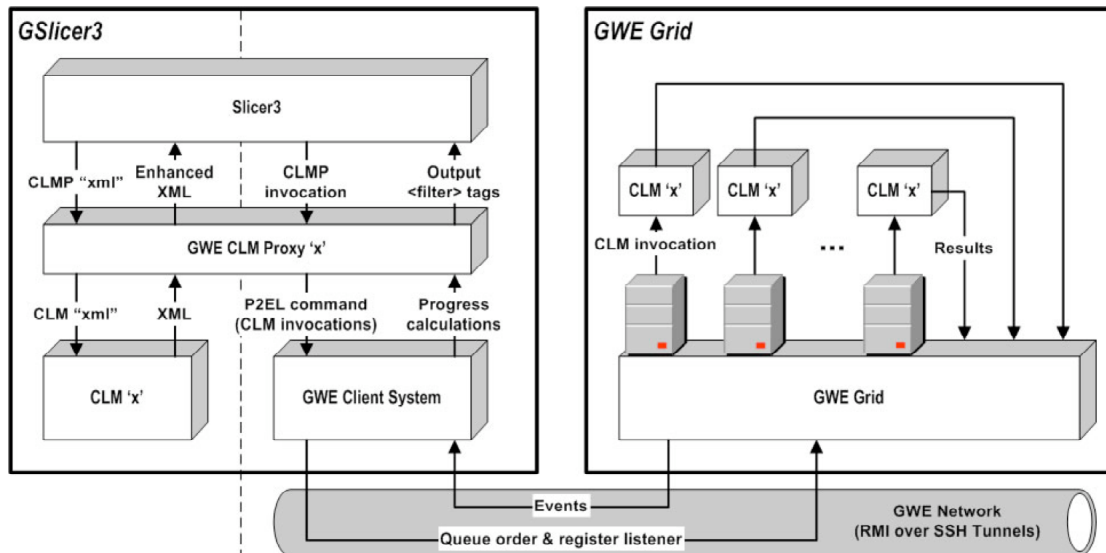 GSlicer3
Slicer3
CLMP “xml”
Enhanced
XML
CLMP
invocation
Output
<filter> tags
GWE CLM Proxy ‘x’
CLM “xml”
XML
P2EL command
(CLM invocations)
Progress
calculations
CLM ‘x’
GWE Client System
GWE Grid
CLM ‘x’
CLM ‘x’
CLM ‘x’
CLM invocation
...
Results
GWE Grid
Events
Queue order & register listener
GWE Network
(RMI over SSH Tunnels)